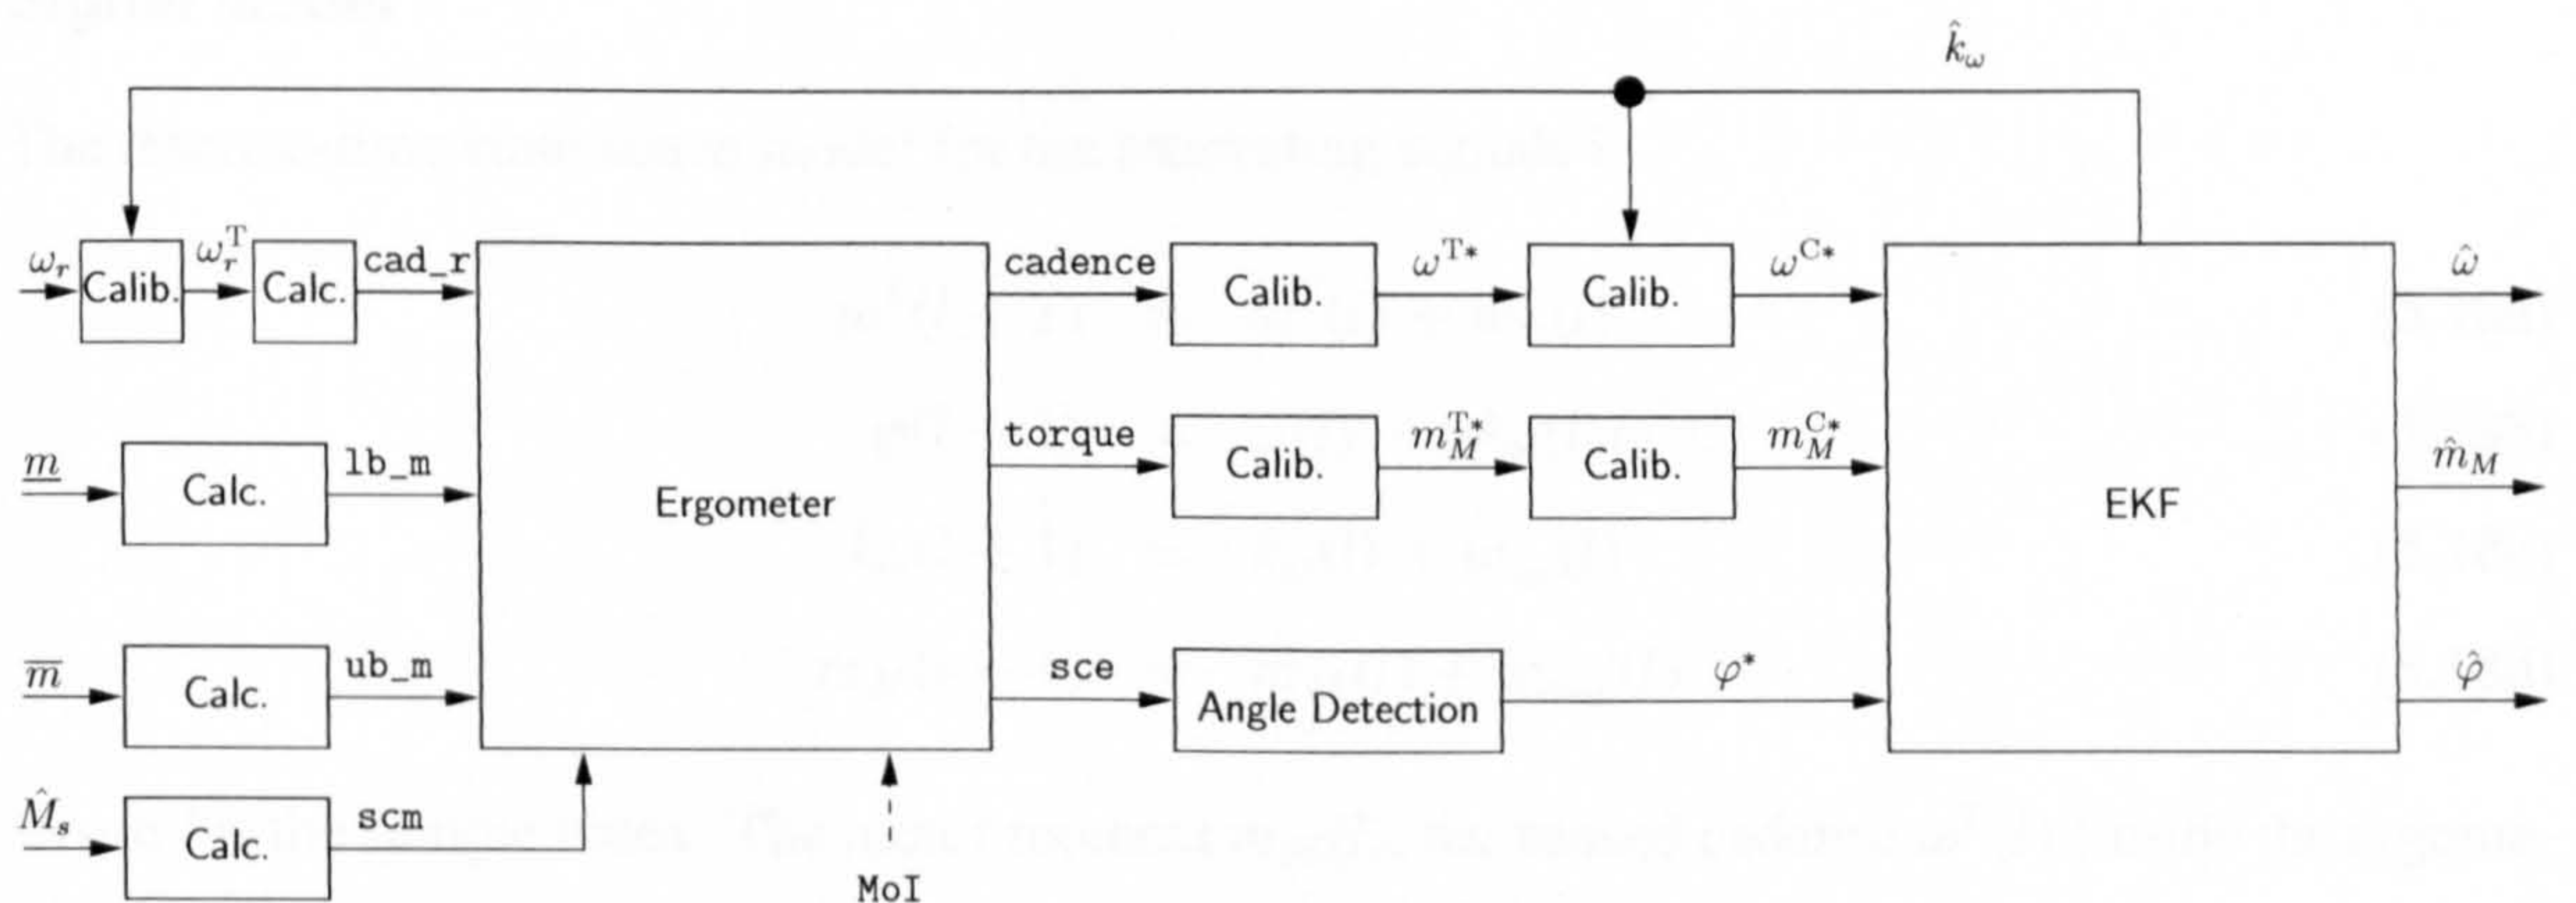 k̂_ω
ω_r Calib. ω_r^T Calc. cad_r cadence Calib. ω^{T*} Calib. ω^{C*} ω̂
m̲ Calc. lb_m Ergometer torque Calib. m_M^{T*} Calib. m_M^{C*} EKF m̂_M
m̅ Calc. ub_m sce Angle Detection φ* φ̂
M̂_s Calc. scm
MoI